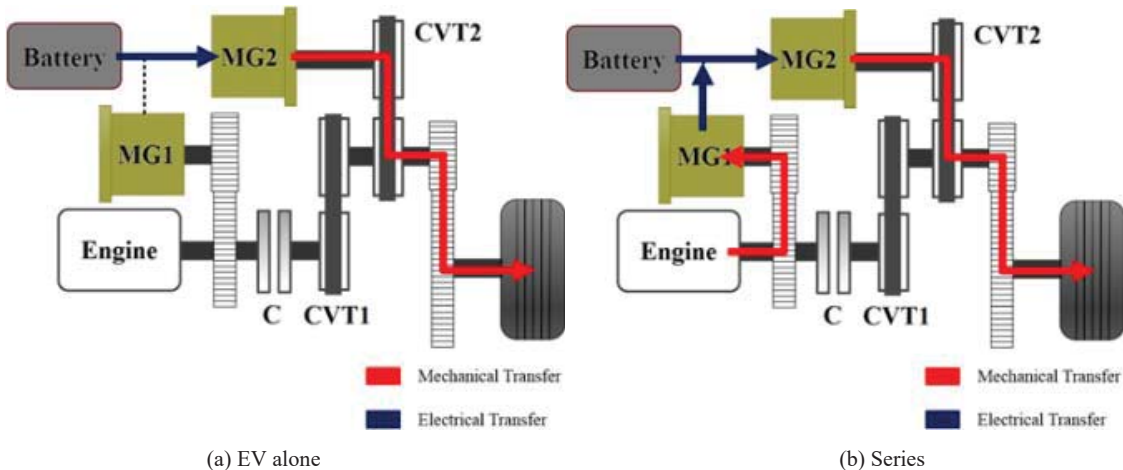 Battery
MG2
CVT2
MG1
Engine
C
CVT1
Mechanical Transfer
Electrical Transfer
(a) EV alone
Battery
MG2
CVT2
MG1
Engine
C
CVT1
Mechanical Transfer
Electrical Transfer
(b) Series